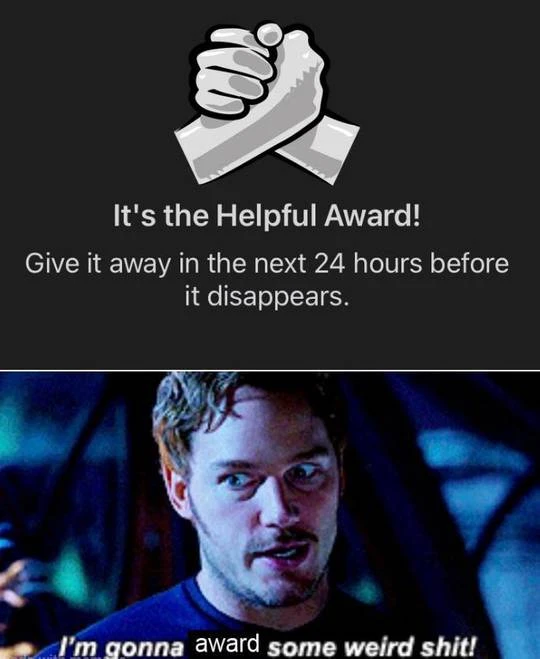 It's the Helpful Award!
Give it away in the next 24 hours before
it disappears.
I'm gonna award some weird shit!